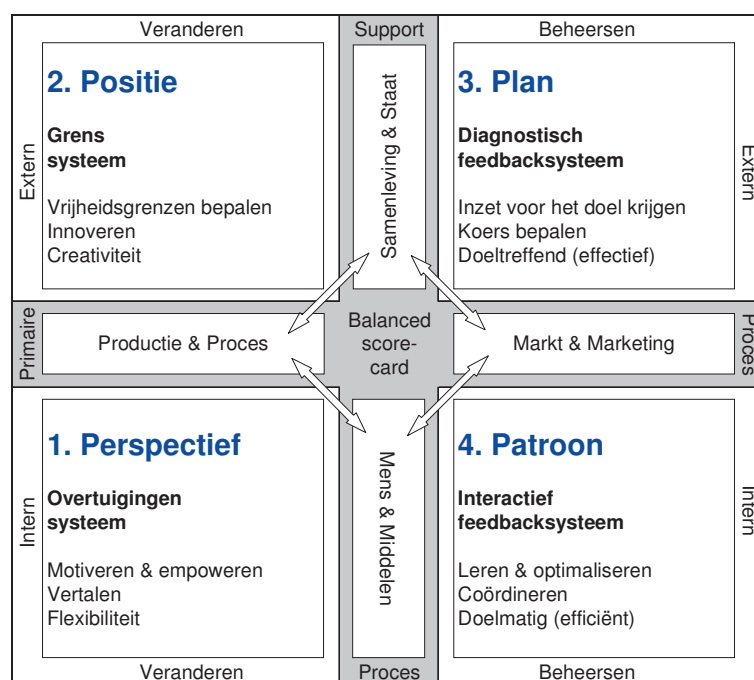 Veranderen
Support
Beheersen
Extern
2. Positie
Grens
systeem
Vrijheidsgrenzen bepalen
Innoveren
Creativiteit
Samenleving & Staat
3. Plan
Diagnostisch
feedbacksysteem
Inzet voor het doel krijgen
Koers bepalen
Doeltreffend (effectief)
Extern
Primaire
Productie & Proces
Balanced
score-
card
Markt & Marketing
Proces
Intern
1. Perspectief
Overtuigingen
systeem
Motiveren & empoweren
Vertalen
Flexibiliteit
Mens & Middelen
4. Patroon
Interactief
feedbacksysteem
Leren & optimaliseren
Coördineren
Doelmatig (efficiënt)
Intern
Veranderen
Proces
Beheersen